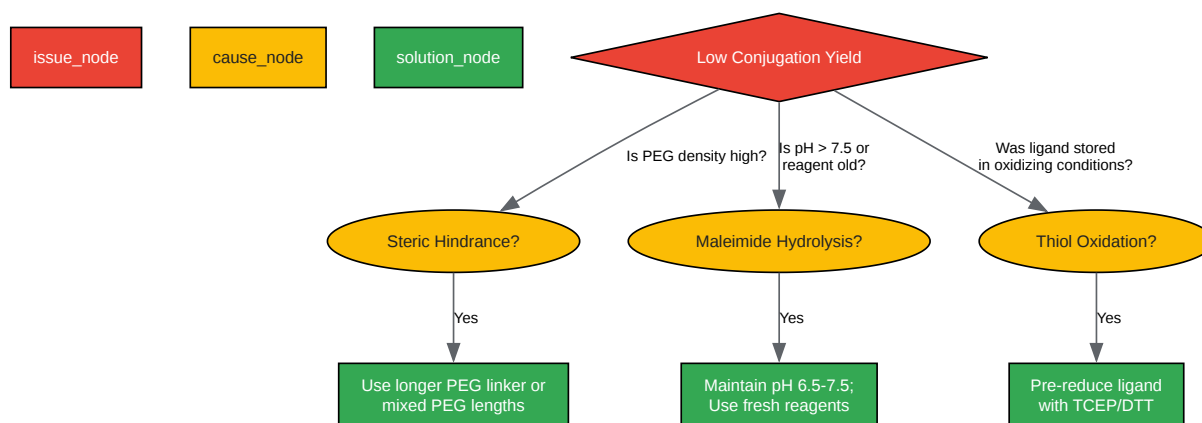 issue_node
cause_node
solution_node
Low Conjugation Yield
Is PEG density high?
Is pH > 7.5 or
reagent old?
Was ligand stored
in oxidizing conditions?
Steric Hindrance?
Maleimide Hydrolysis?
Thiol Oxidation?
Yes
Yes
Yes
Use longer PEG linker or
mixed PEG lengths
Maintain pH 6.5-7.5;
Use fresh reagents
Pre-reduce ligand
with TCEP/DTT